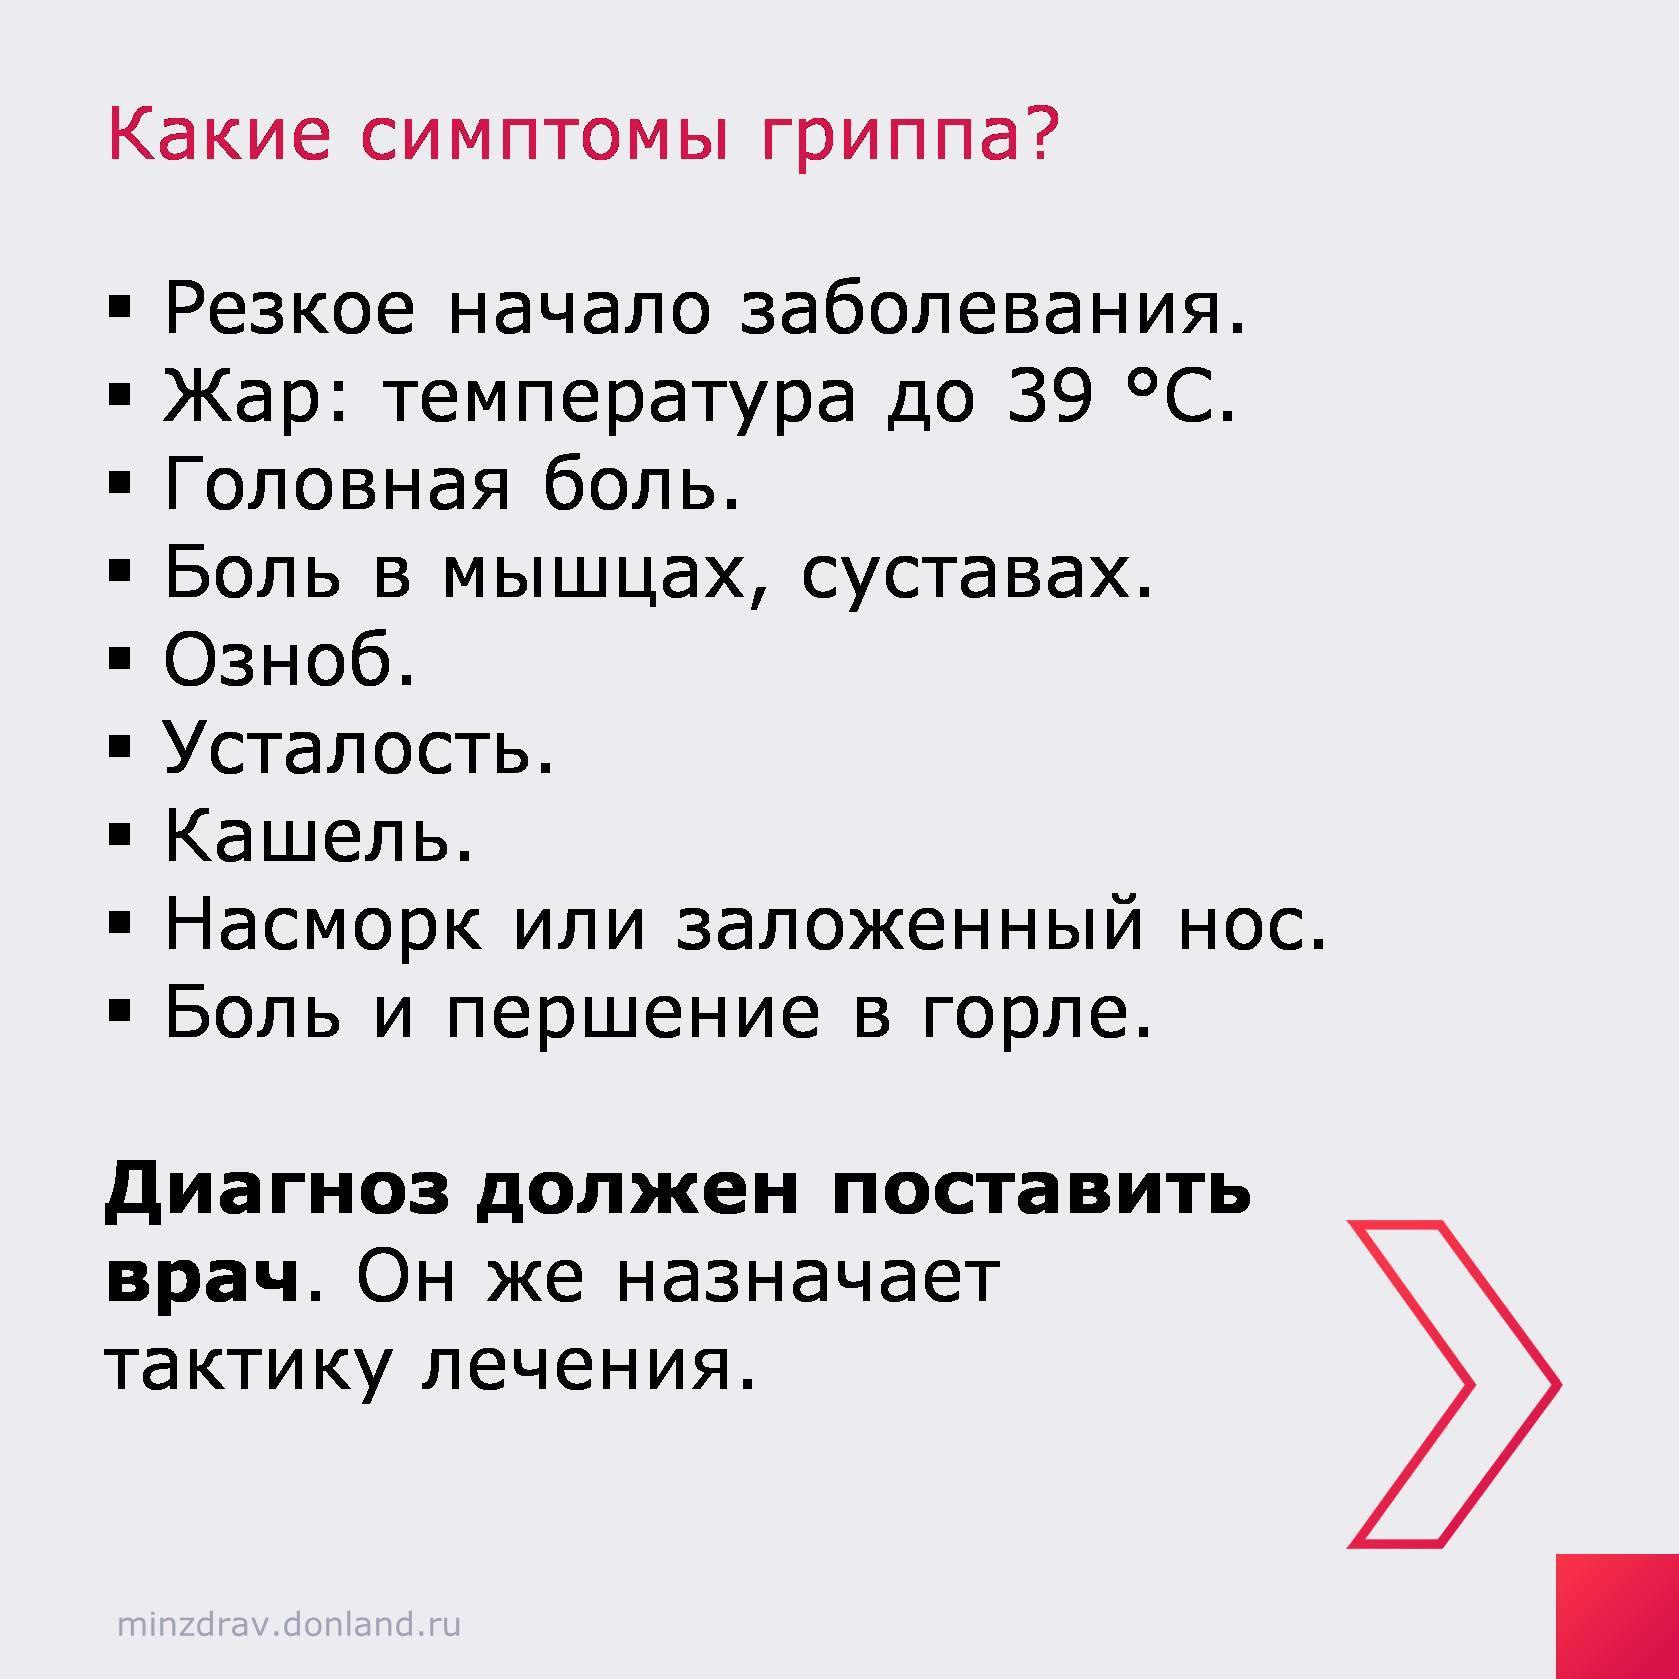 Какие симптомы гриппа?
▪ Резкое начало заболевания.
▪ Жар: температура до 39 °C.
▪ Головная боль.
▪ Боль в мышцах, суставах.
▪ Озноб.
▪ Усталость.
▪ Кашель.
▪ Насморк или заложенный нос.
▪ Боль и першение в горле.
Диагноз должен поставить
врач. Он же назначает
тактику лечения.
minzdrav.donland.ru